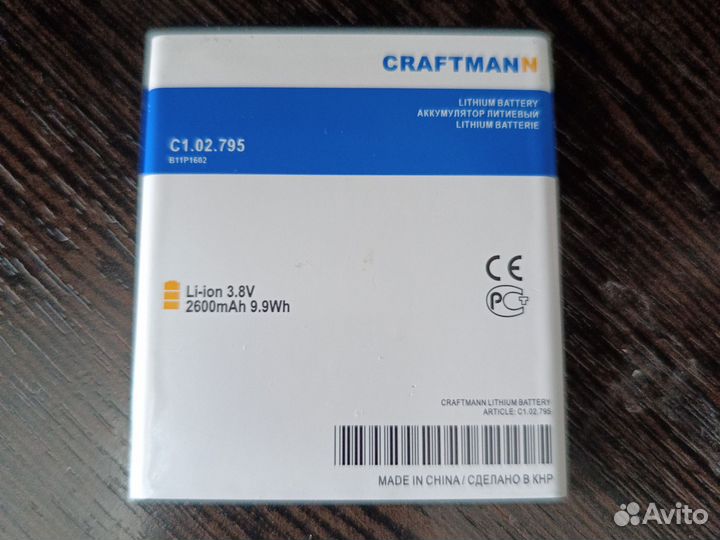 CRAFTMANN
LITHIUM BATTERY
АККУМУЛЯТОР ЛИТИЕВЫЙ
LITHIUM BATTERIE
C1.02.795
B11P1602
Li-ion 3.8V
2600mAh 9.9Wh
CE
РСТ
CRAFTMANN LITHIUM BATTERY
ARTICLE: C1.02.795
MADE IN CHINA / СДЕЛАНО В КНР
Avito